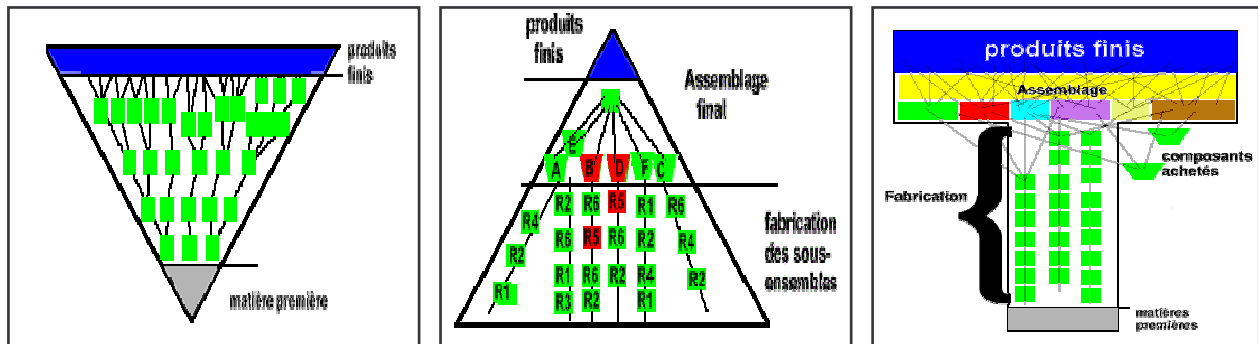 produits
finis
matière première
produits
finis
Assemblage
final
E
A
B
D
F
C
R2
R6
R5
R1
R6
R4
R5
R6
R6
R2
R4
R2
R1
R6
R2
R4
R2
R1
R3
R2
R1
fabrication
des sous-
ensembles
produits finis
Assemblage
composants
achetés
Fabrication
matières
premières